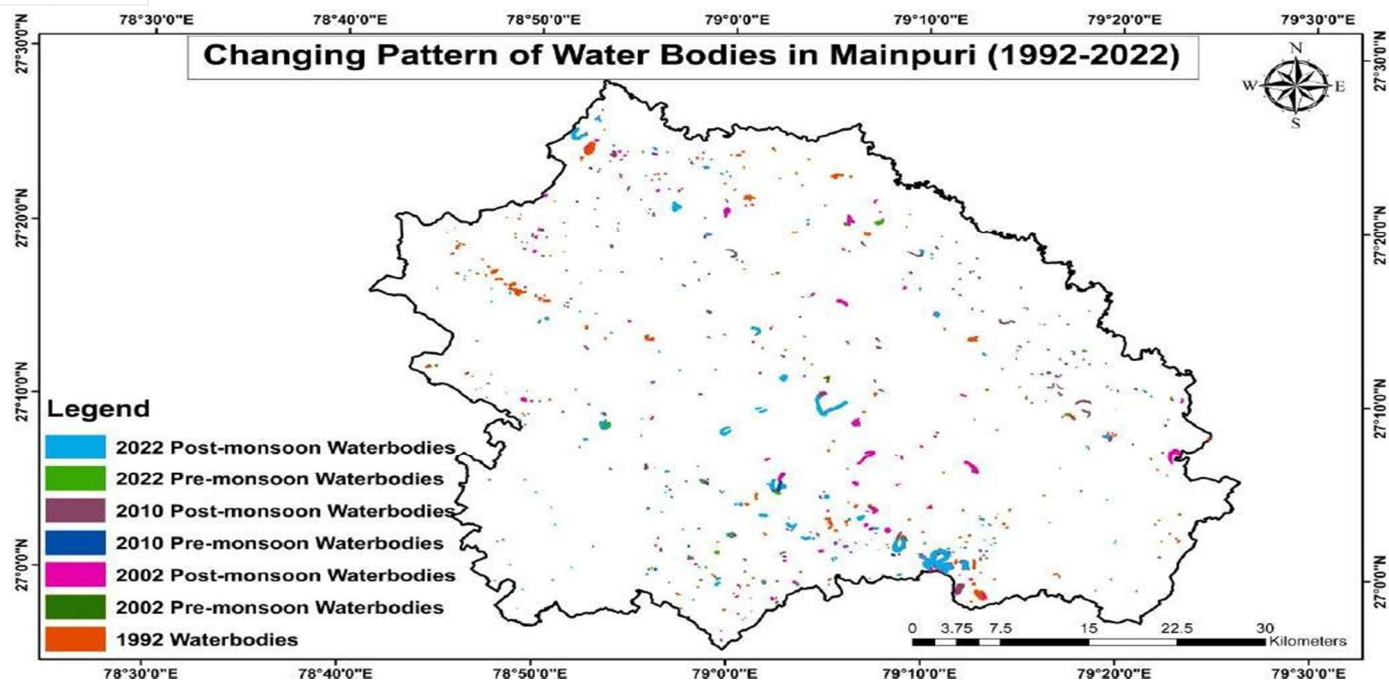 78°30'0"E 78°40'0"E 78°50'0"E 79°0'0"E 79°10'0"E 79°20'0"E 79°30'0"E
Changing Pattern of Water Bodies in Mainpuri (1992-2022)
N
W E
S
27°30'0"N 27°30'0"N
27°20'0"N 27°20'0"N
27°10'0"N 27°10'0"N
27°0'0"N 27°0'0"N
Legend
2022 Post-monsoon Waterbodies
2022 Pre-monsoon Waterbodies
2010 Post-monsoon Waterbodies
2010 Pre-monsoon Waterbodies
2002 Post-monsoon Waterbodies
2002 Pre-monsoon Waterbodies
1992 Waterbodies
0 3.75 7.5 15 22.5 30
Kilometers
78°30'0"E 78°40'0"E 78°50'0"E 79°0'0"E 79°10'0"E 79°20'0"E 79°30'0"E